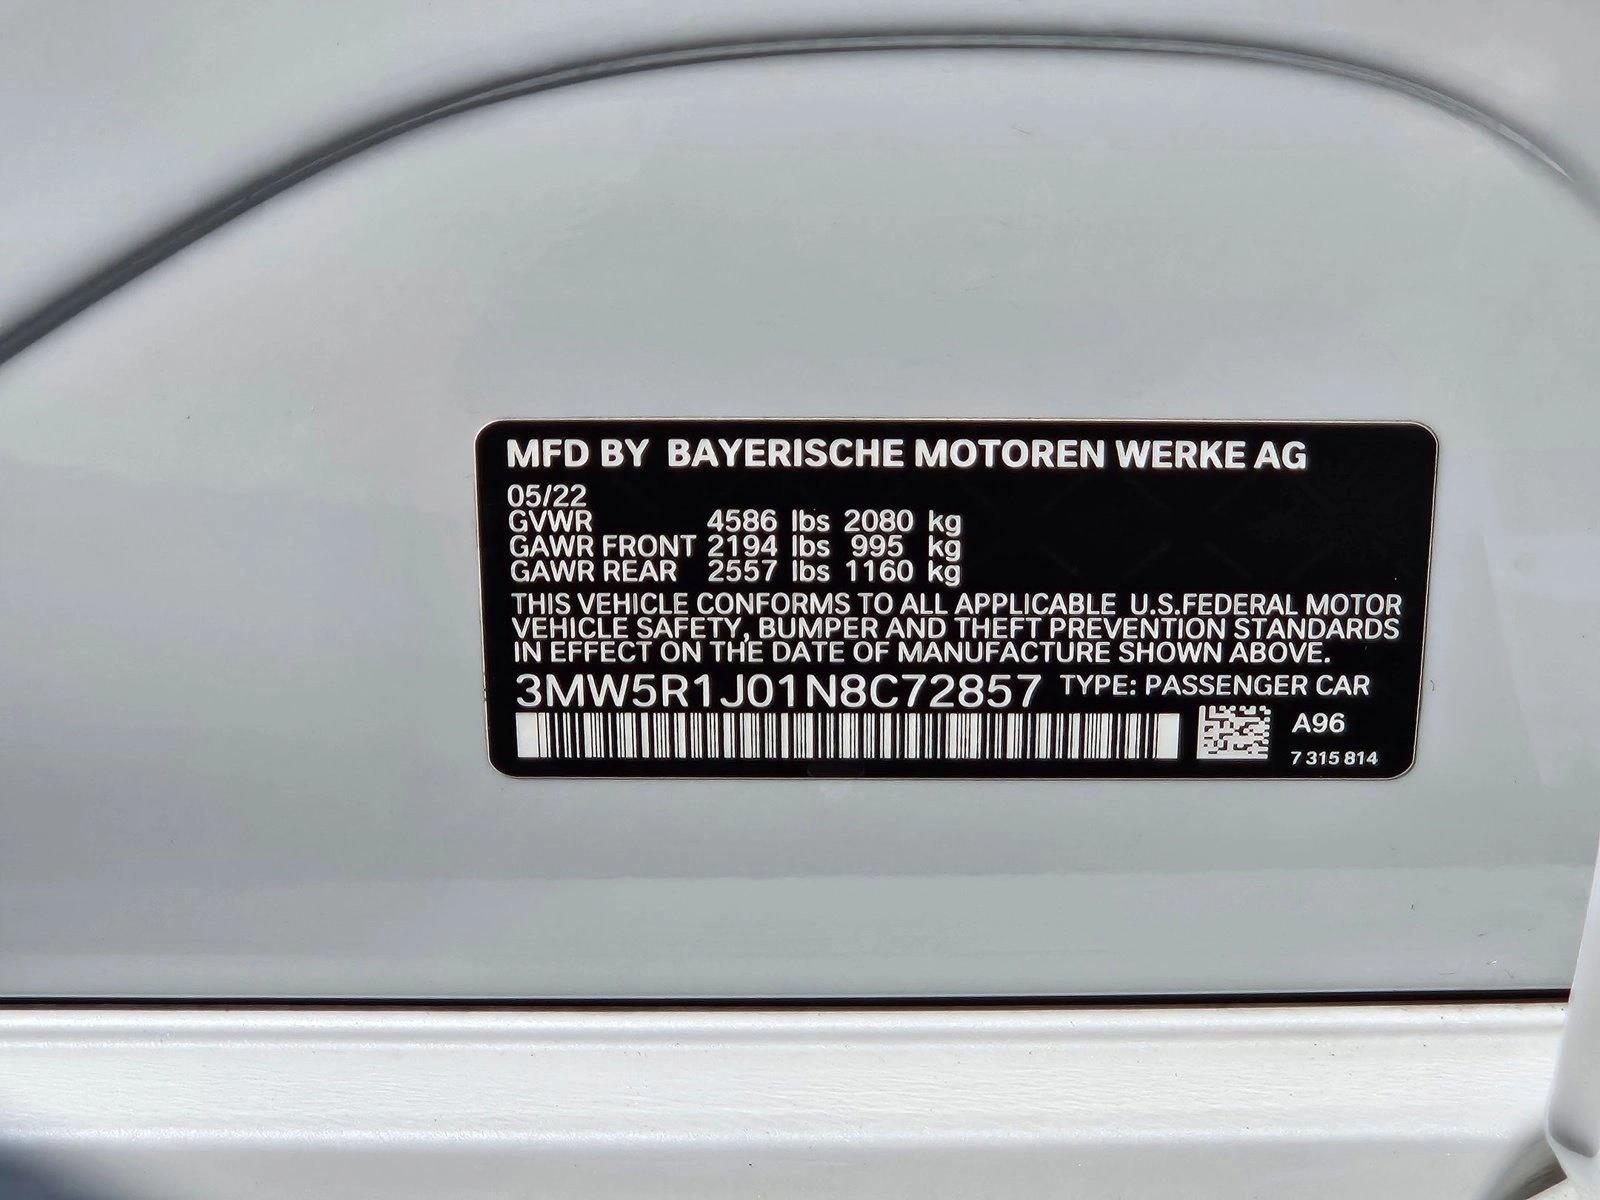 MFD BY BAYERISCHE MOTOREN WERKE AG
05/22
GVWR 4586 lbs 2080 kg
GAWR FRONT 2194 lbs 995 kg
GAWR REAR 2557 lbs 1160 kg
THIS VEHICLE CONFORMS TO ALL APPLICABLE U.S.FEDERAL MOTOR
VEHICLE SAFETY, BUMPER AND THEFT PREVENTION STANDARDS
IN EFFECT ON THE DATE OF MANUFACTURE SHOWN ABOVE.
3MW5R1J01N8C72857 TYPE: PASSENGER CAR
A96
7 315 814